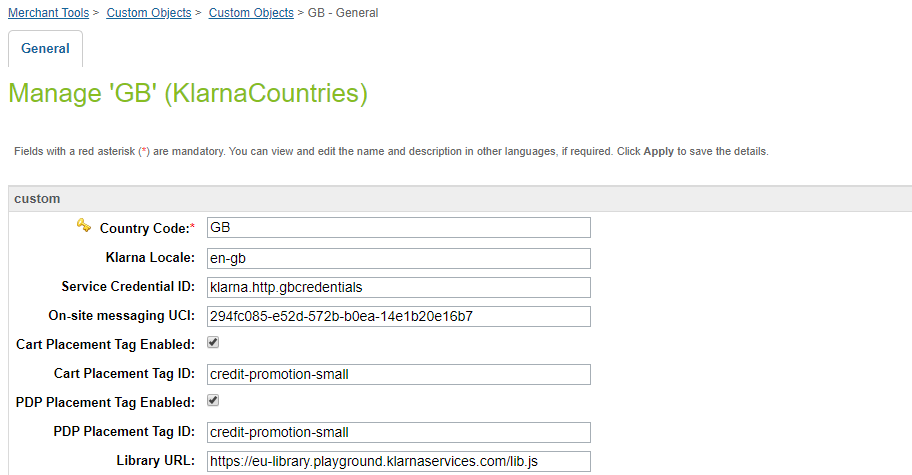 Merchant Tools > Custom Objects > Custom Objects > GB - General
General
Manage 'GB' (KlarnaCountries)
Fields with a red asterisk (*) are mandatory. You can view and edit the name and description in other languages, if required. Click Apply to save the details.
custom
Country Code:* GB
Klarna Locale: en-gb
Service Credential ID: klarna.http.gbcredentials
On-site messaging UCI: 294fc085-e52d-572b-b0ea-14e1b20e16b7
Cart Placement Tag Enabled:
Cart Placement Tag ID: credit-promotion-small
PDP Placement Tag Enabled:
PDP Placement Tag ID: credit-promotion-small
Library URL: https://eu-library.playground.klarnaservices.com/lib.js